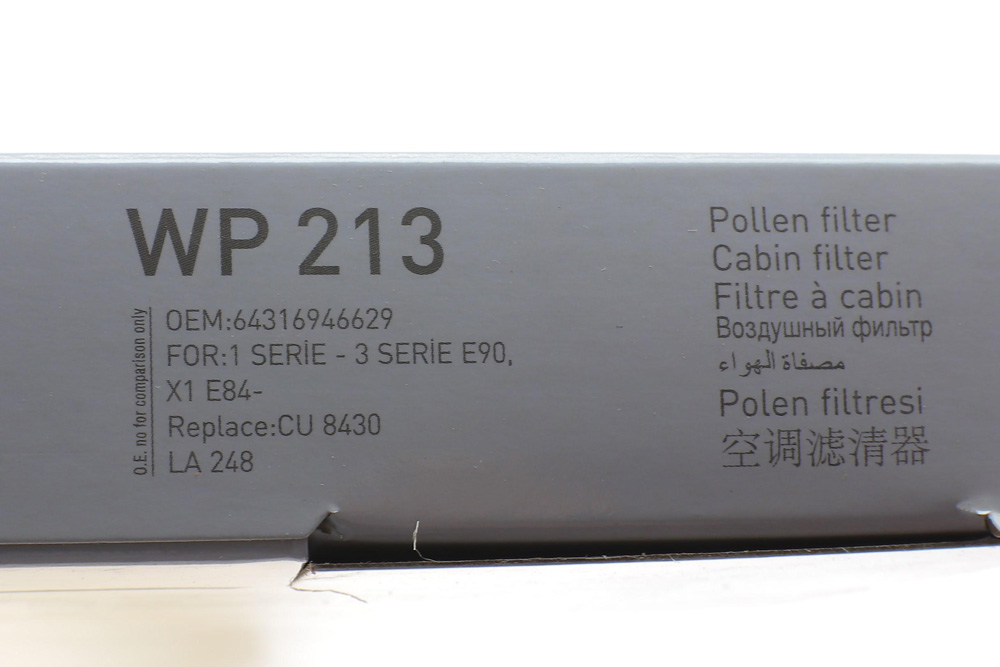 WP 213
O.E. no for comparison only
OEM:64316946629
FOR:1 SERİE - 3 SERİE E90,
X1 E84-
Replace:CU 8430
LA 248
Pollen filter
Cabin filter
Filtre à cabin
Воздушный фильтр
مصفاة الهواء
Polen filtresi
空调滤清器